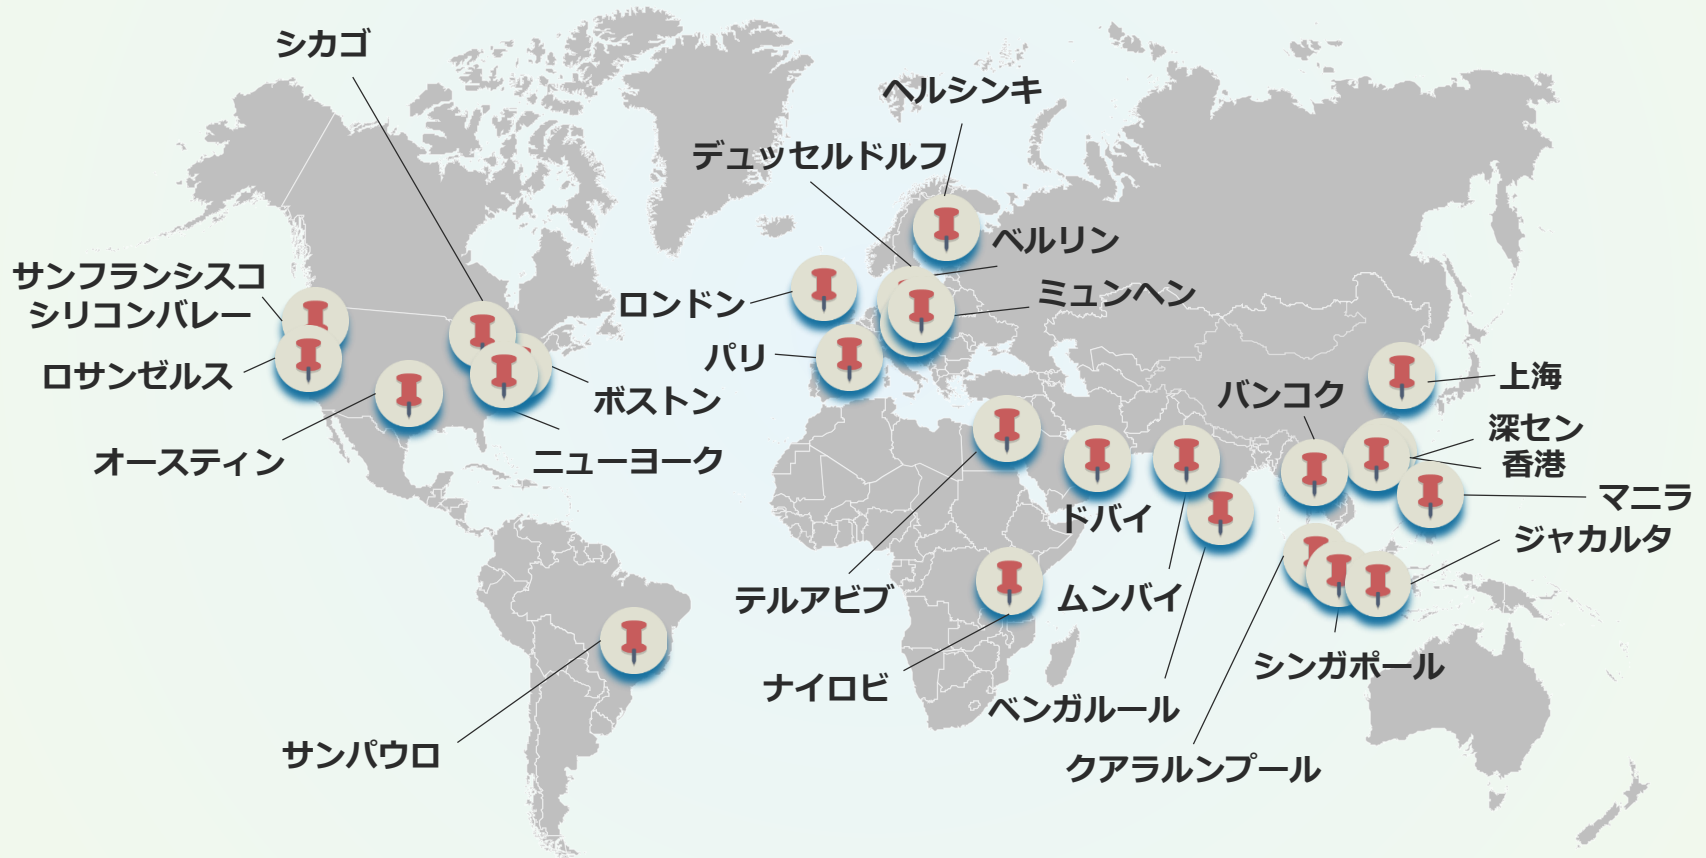 シカゴ
ヘルシンキ
デュッセルドルフ
ベルリン
サンフランシスコ
シリコンバレー
ロンドン
ミュンヘン
パリ
ロサンゼルス
ボストン
オースティン
ニューヨーク
バンコク
上海
深セン
香港
マニラ
ジャカルタ
ドバイ
テルアビブ
ムンバイ
ナイロビ
ベンガルール
シンガポール
サンパウロ
クアラルンプール